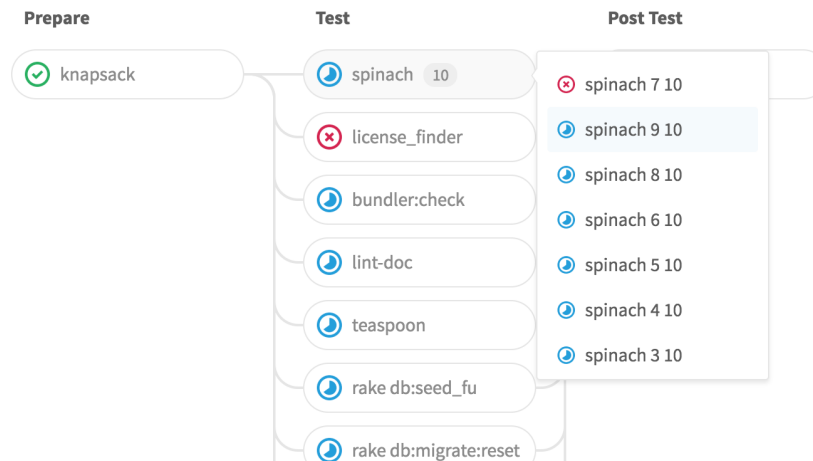 Prepare
Test
Post Test
knapsack
spinach 10
license_finder
bundler:check
lint-doc
teaspoon
rake db:seed_fu
rake db:migrate:reset
spinach 7 10
spinach 9 10
spinach 8 10
spinach 6 10
spinach 5 10
spinach 4 10
spinach 3 10